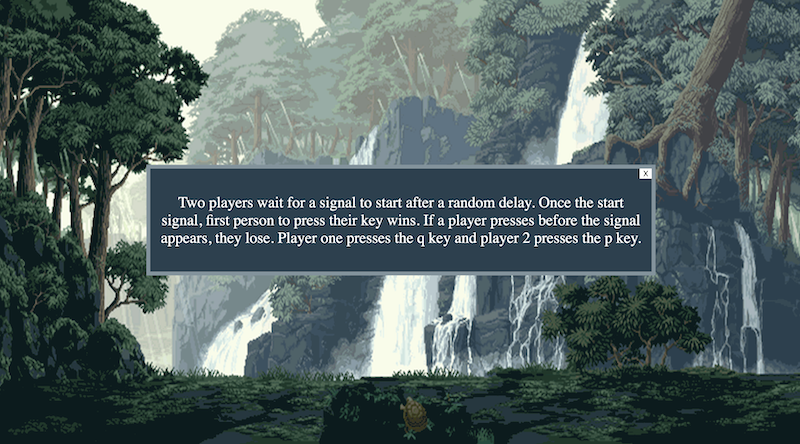 x
Two players wait for a signal to start after a random delay. Once the start
signal, first person to press their key wins. If a player presses before the signal
appears, they lose. Player one presses the q key and player 2 presses the p key.